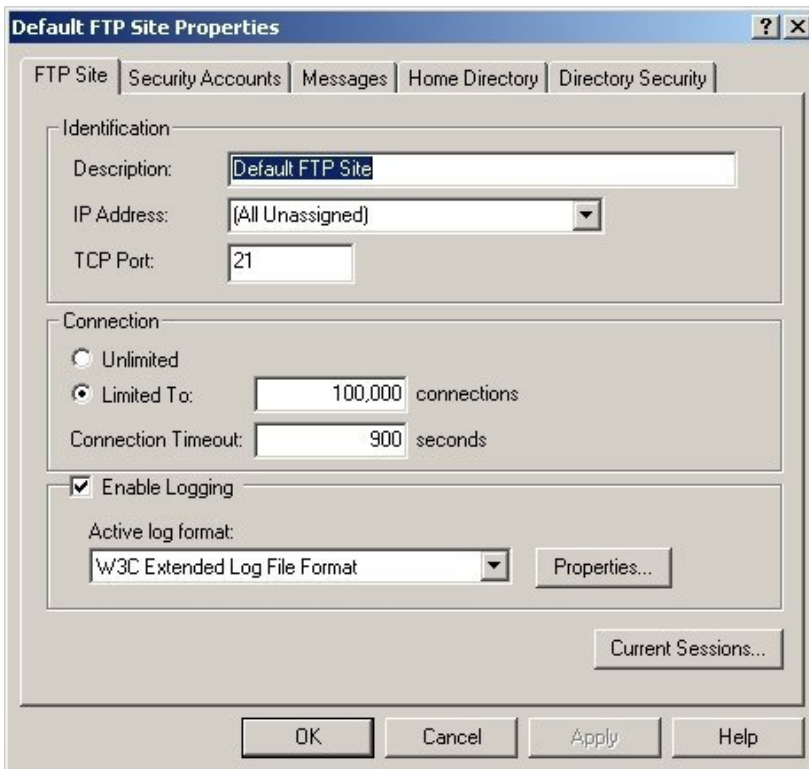 Default FTP Site Properties
FTP Site Security Accounts Messages Home Directory Directory Security
Identification
Description: Default FTP Site
IP Address: (All Unassigned)
TCP Port: 21
Connection
Unlimited
Limited To: 100,000 connections
Connection Timeout: 900 seconds
Enable Logging
Active log format:
W3C Extended Log File Format Properties...
Current Sessions...
OK Cancel Apply Help